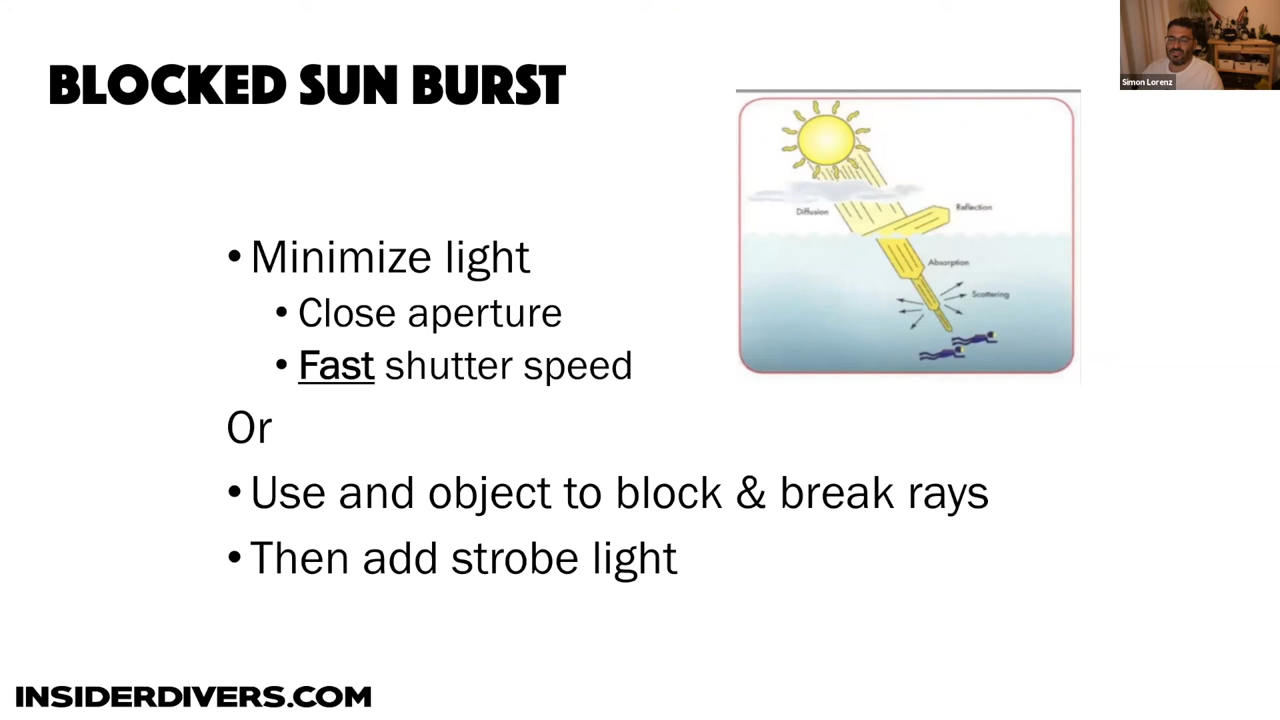 BLOCKED SUN BURST
Simon Lorenz
Diffusion
Reflection
Absorption
Scattering
• Minimize light
• Close aperture
• Fast shutter speed
Or
• Use and object to block & break rays
• Then add strobe light
INSIDERDIVERS.COM